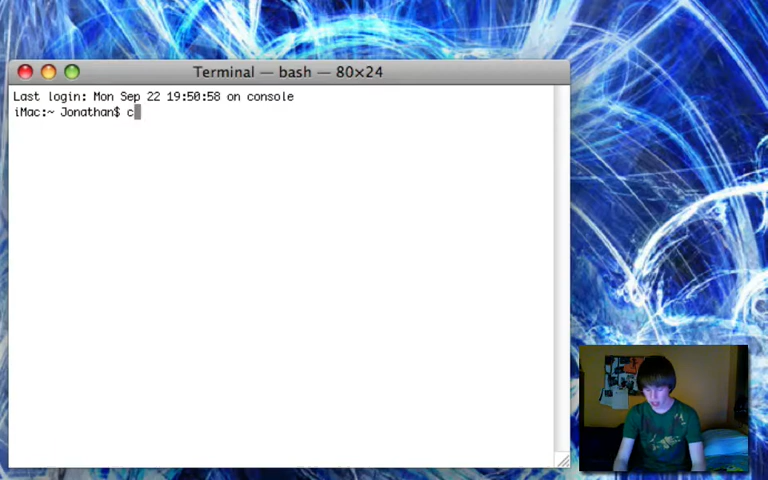 Terminal — bash — 80×24
Last login: Mon Sep 22 19:50:58 on console
iMac:~ Jonathan$ c